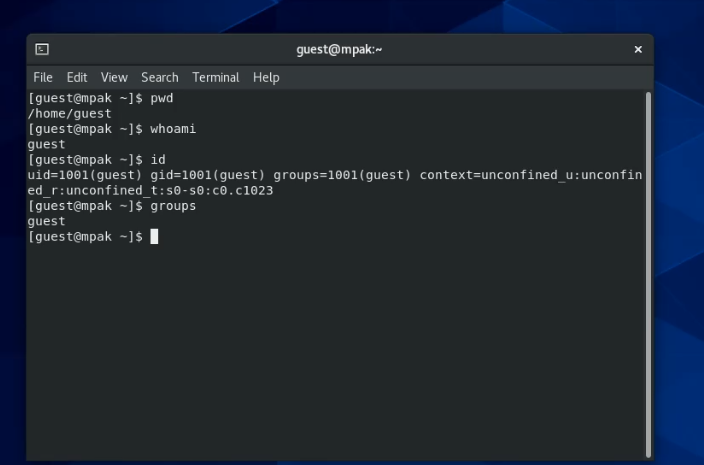 guest@mpak:~
File Edit View Search Terminal Help
[guest@mpak ~]$ pwd
/home/guest
[guest@mpak ~]$ whoami
guest
[guest@mpak ~]$ id
uid=1001(guest) gid=1001(guest) groups=1001(guest) context=unconfined_u:unconfin
ed_r:unconfined_t:s0-s0:c0.c1023
[guest@mpak ~]$ groups
guest
[guest@mpak ~]$